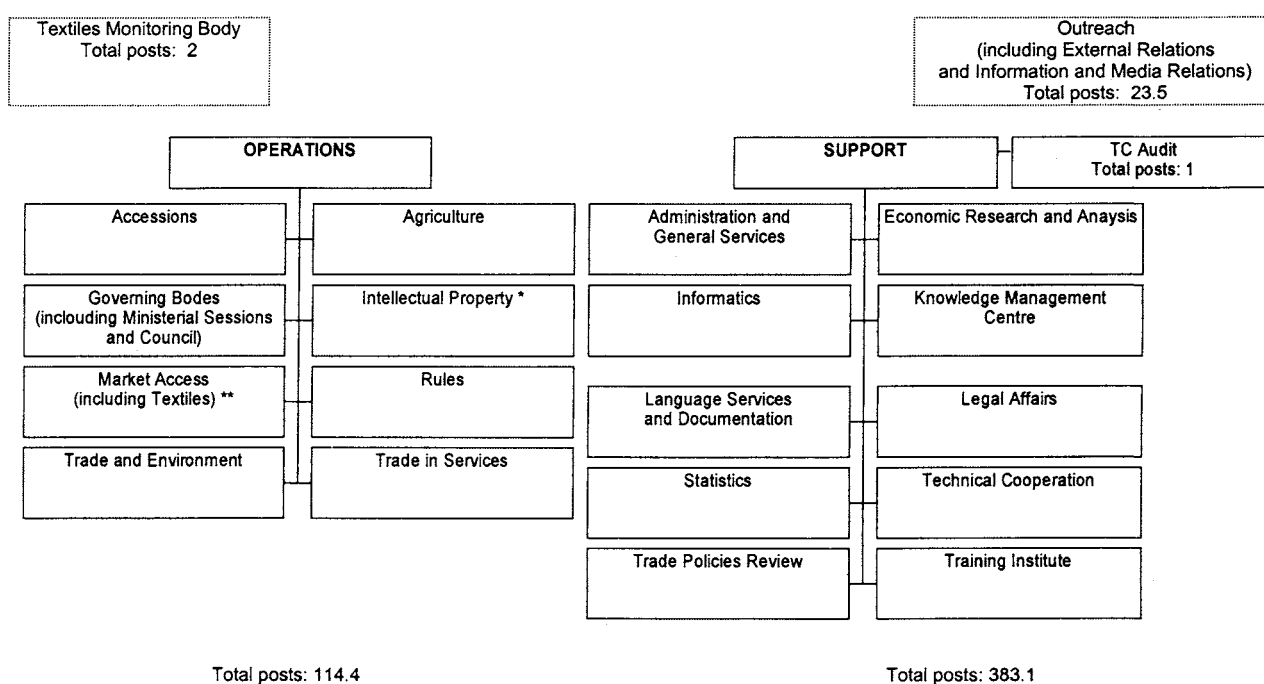 Textiles Monitoring Body
Total posts: 2
Outreach
(including External Relations
and Information and Media Relations)
Total posts: 23.5
OPERATIONS
Accessions
Agriculture
Governing Bodes
(inclouding Ministerial Sessions
and Council)
Intellectual Property *
Market Access
(including Textiles) **
Rules
Trade and Environment
Trade in Services
Total posts: 114.4
SUPPORT
TC Audit
Total posts: 1
Administration and
General Services
Economic Research and Anaysis
Informatics
Knowledge Management
Centre
Language Services
and Documentation
Legal Affairs
Statistics
Technical Cooperation
Trade Policies Review
Training Institute
Total posts: 383.1